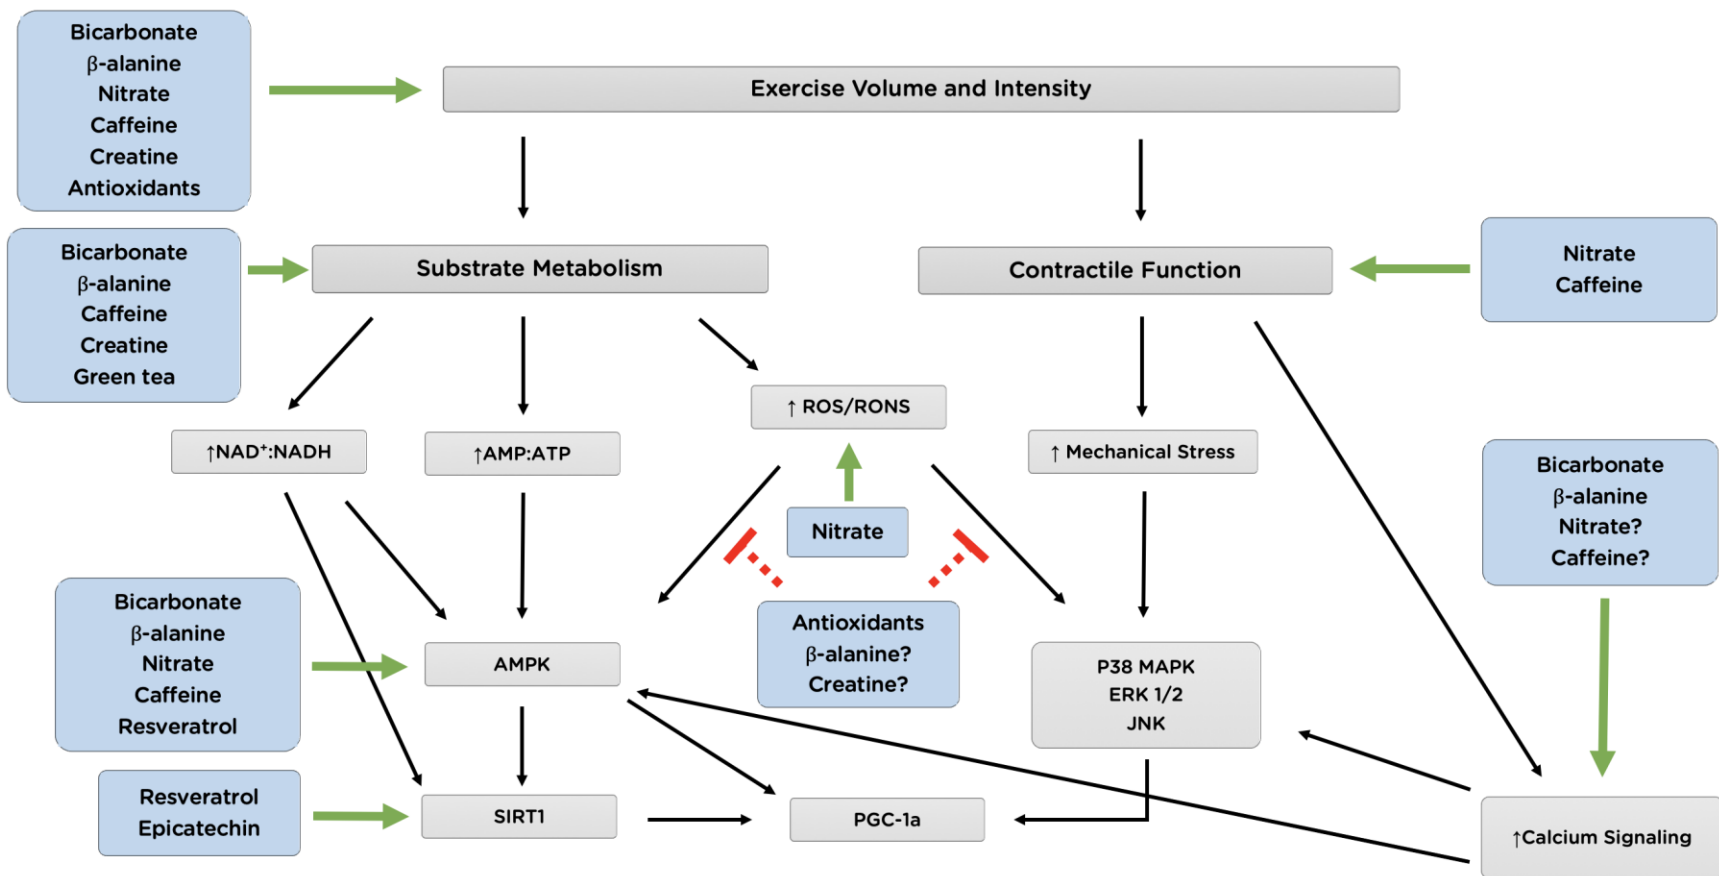 Bicarbonate
β-alanine
Nitrate
Caffeine
Creatine
Antioxidants
Exercise Volume and Intensity
Bicarbonate
β-alanine
Caffeine
Creatine
Green tea
Substrate Metabolism
Contractile Function
Nitrate
Caffeine
↑ ROS/RONS
↑NAD⁺:NADH
↑AMP:ATP
↑ Mechanical Stress
Nitrate
Bicarbonate
β-alanine
Nitrate?
Caffeine?
Bicarbonate
β-alanine
Nitrate
Caffeine
Resveratrol
AMPK
Antioxidants
β-alanine?
Creatine?
P38 MAPK
ERK 1/2
JNK
Resveratrol
Epicatechin
SIRT1
PGC-1a
↑Calcium Signaling